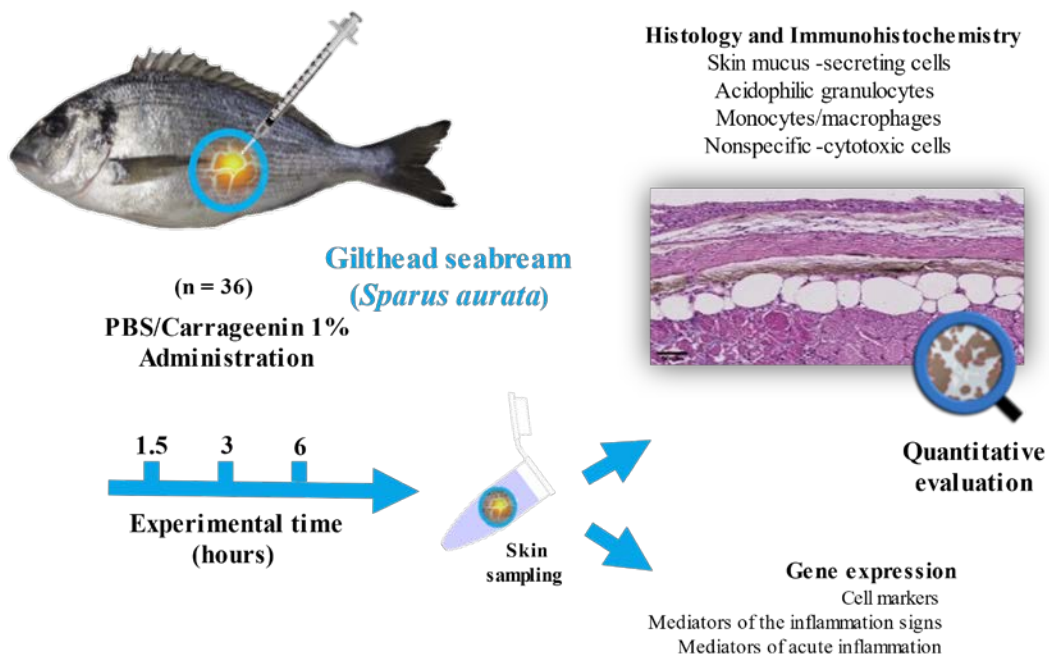 Histology and Immunohistochemistry
Skin mucus -secreting cells
Acidophilic granulocytes
Monocytes/macrophages
Nonspecific -cytotoxic cells
Gilthead seabream
(Sparus aurata)
(n = 36)
PBS/Carrageenin 1%
Administration
1.5 3 6
Experimental time
(hours)
Skin
sampling
Quantitative
evaluation
Gene expression
Cell markers
Mediators of the inflammation signs
Mediators of acute inflammation